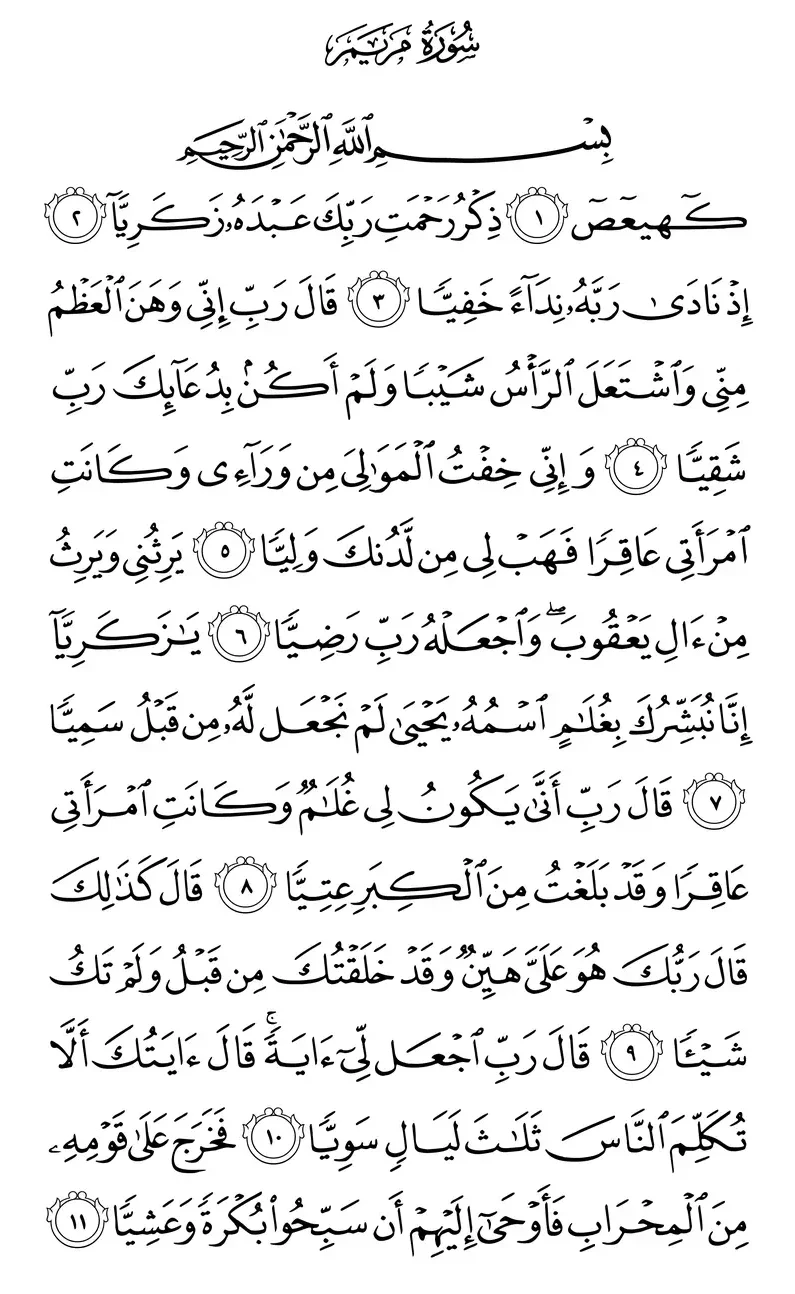 سُورَةُ مَرْيَمَ
بِسْمِ ٱللَّهِ ٱلرَّحْمَٰنِ ٱلرَّحِيمِ
كٓهيعٓصٓ ١ ذِكْرُ رَحْمَتِ رَبِّكَ عَبْدَهُۥ زَكَرِيَّآ ٢
إِذْ نَادَىٰ رَبَّهُۥ نِدَآءً خَفِيًّا ٣ قَالَ رَبِّ إِنِّى وَهَنَ ٱلْعَظْمُ
مِنِّى وَٱشْتَعَلَ ٱلرَّأْسُ شَيْبًا وَلَمْ أَكُنۢ بِدُعَآئِكَ رَبِّ
شَقِيًّا ٤ وَإِنِّى خِفْتُ ٱلْمَوَٰلِىَ مِن وَرَآءِى وَكَانَتِ
ٱمْرَأَتِى عَاقِرًا فَهَبْ لِى مِن لَّدُنكَ وَلِيًّا ٥ يَرِثُنِى وَيَرِثُ
مِنْ ءَالِ يَعْقُوبَ ۖ وَٱجْعَلْهُ رَبِّ رَضِيًّا ٦ يَٰزَكَرِيَّآ
إِنَّا نُبَشِّرُكَ بِغُلَٰمٍ ٱسْمُهُۥ يَحْيَىٰ لَمْ نَجْعَل لَّهُۥ مِن قَبْلُ سَمِيًّا
٧ قَالَ رَبِّ أَنَّىٰ يَكُونُ لِى غُلَٰمٌ وَكَانَتِ ٱمْرَأَتِى
عَاقِرًا وَقَدْ بَلَغْتُ مِنَ ٱلْكِبَرِ عِتِيًّا ٨ قَالَ كَذَٰلِكَ
قَالَ رَبُّكَ هُوَ عَلَىَّ هَيِّنٌ وَقَدْ خَلَقْتُكَ مِن قَبْلُ وَلَمْ تَكُ
شَيْـًٔا ٩ قَالَ رَبِّ ٱجْعَل لِّىٓ ءَايَةً ۚ قَالَ ءَايَتُكَ أَلَّا
تُكَلِّمَ ٱلنَّاسَ ثَلَٰثَ لَيَالٍ سَوِيًّا ١٠ فَخَرَجَ عَلَىٰ قَوْمِهِۦ
مِنَ ٱلْمِحْرَابِ فَأَوْحَىٰٓ إِلَيْهِمْ أَن سَبِّحُوا۟ بُكْرَةً وَعَشِيًّا ١١